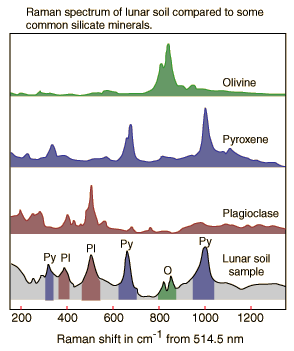 Raman spectrum of lunar soil compared to some
common silicate minerals.
Olivine
Pyroxene
Plagioclase
Py Pl Pl Py O Py
Lunar soil
sample
200 400 600 800 1000 1200
Raman shift in cm⁻¹ from 514.5 nm